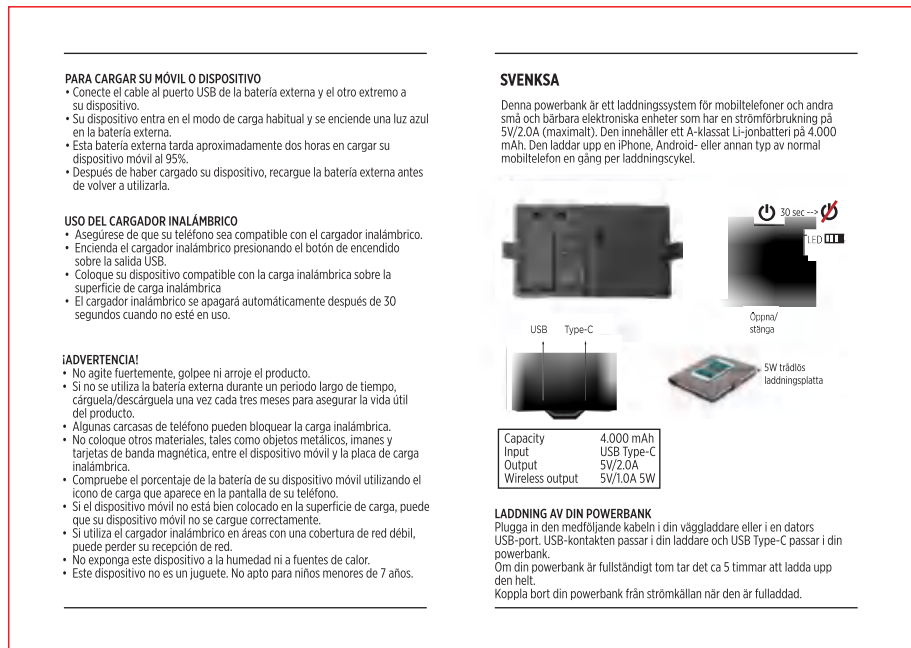 PARA CARGAR SU MÓVIL O DISPOSITIVO
• Conecte el cable al puerto USB de la batería externa y el otro extremo a
su dispositivo.
• Su dispositivo entra en el modo de carga habitual y se enciende una luz azul
en la batería externa.
• Esta batería externa tarda aproximadamente dos horas en cargar su
dispositivo móvil al 95%.
• Después de haber cargado su dispositivo, recargue la batería externa antes
de volver a utilizarla.
USO DEL CARGADOR INALÁMBRICO
• Asegúrese de que su teléfono sea compatible con el cargador inalámbrico.
• Encienda el cargador inalámbrico presionando el botón de encendido
sobre la salida USB.
• Coloque su dispositivo compatible con la carga inalámbrica sobre la
superficie de carga inalámbrica
• El cargador inalámbrico se apagará automáticamente después de 30
segundos cuando no esté en uso.
¡ADVERTENCIA!
• No agite fuertemente, golpee ni arroje el producto.
• Si no se utiliza la batería externa durante un periodo largo de tiempo,
cárguela/descárguela una vez cada tres meses para asegurar la vida útil
del producto.
• Algunas carcasas de teléfono pueden bloquear la carga inalámbrica.
• No coloque otros materiales, tales como objetos metálicos, imanes y
tarjetas de banda magnética, entre el dispositivo móvil y la placa de carga
inalámbrica.
• Compruebe el porcentaje de la batería de su dispositivo móvil utilizando el
icono de carga que aparece en la pantalla de su teléfono.
• Si el dispositivo móvil no está bien colocado en la superficie de carga, puede
que su dispositivo móvil no se cargue correctamente.
• Si utiliza el cargador inalámbrico en áreas con una cobertura de red débil,
puede perder su recepción de red.
• No exponga este dispositivo a la humedad ni a fuentes de calor.
• Este dispositivo no es un juguete. No apto para niños menores de 7 años.
SVENKSA
Denna powerbank är ett laddningssystem för mobiltelefoner och andra
små och bärbara elektroniska enheter som har en strömförbrukning på
5V/2.0A (maximalt). Den innehåller ett A-klassat Li-jonbatteri på 4.000
mAh. Den laddar upp en iPhone, Android- eller annan typ av normal
mobiltelefon en gång per laddningscykel.
30 sec -->
LED
Öppna/
stänga
USB Type-C
5W trådlös
laddningsplatta
Capacity 4.000 mAh
Input USB Type-C
Output 5V/2.0A
Wireless output 5V/1.0A 5W
LADDNING AV DIN POWERBANK
Plugga in den medföljande kabeln i din väggladdare eller i en dators
USB-port. USB-kontakten passar i din laddare och USB Type-C passar i din
powerbank.
Om din powerbank är fullständigt tom tar det ca 5 timmar att ladda upp
den helt.
Koppla bort din powerbank från strömkällan när den är fulladdad.